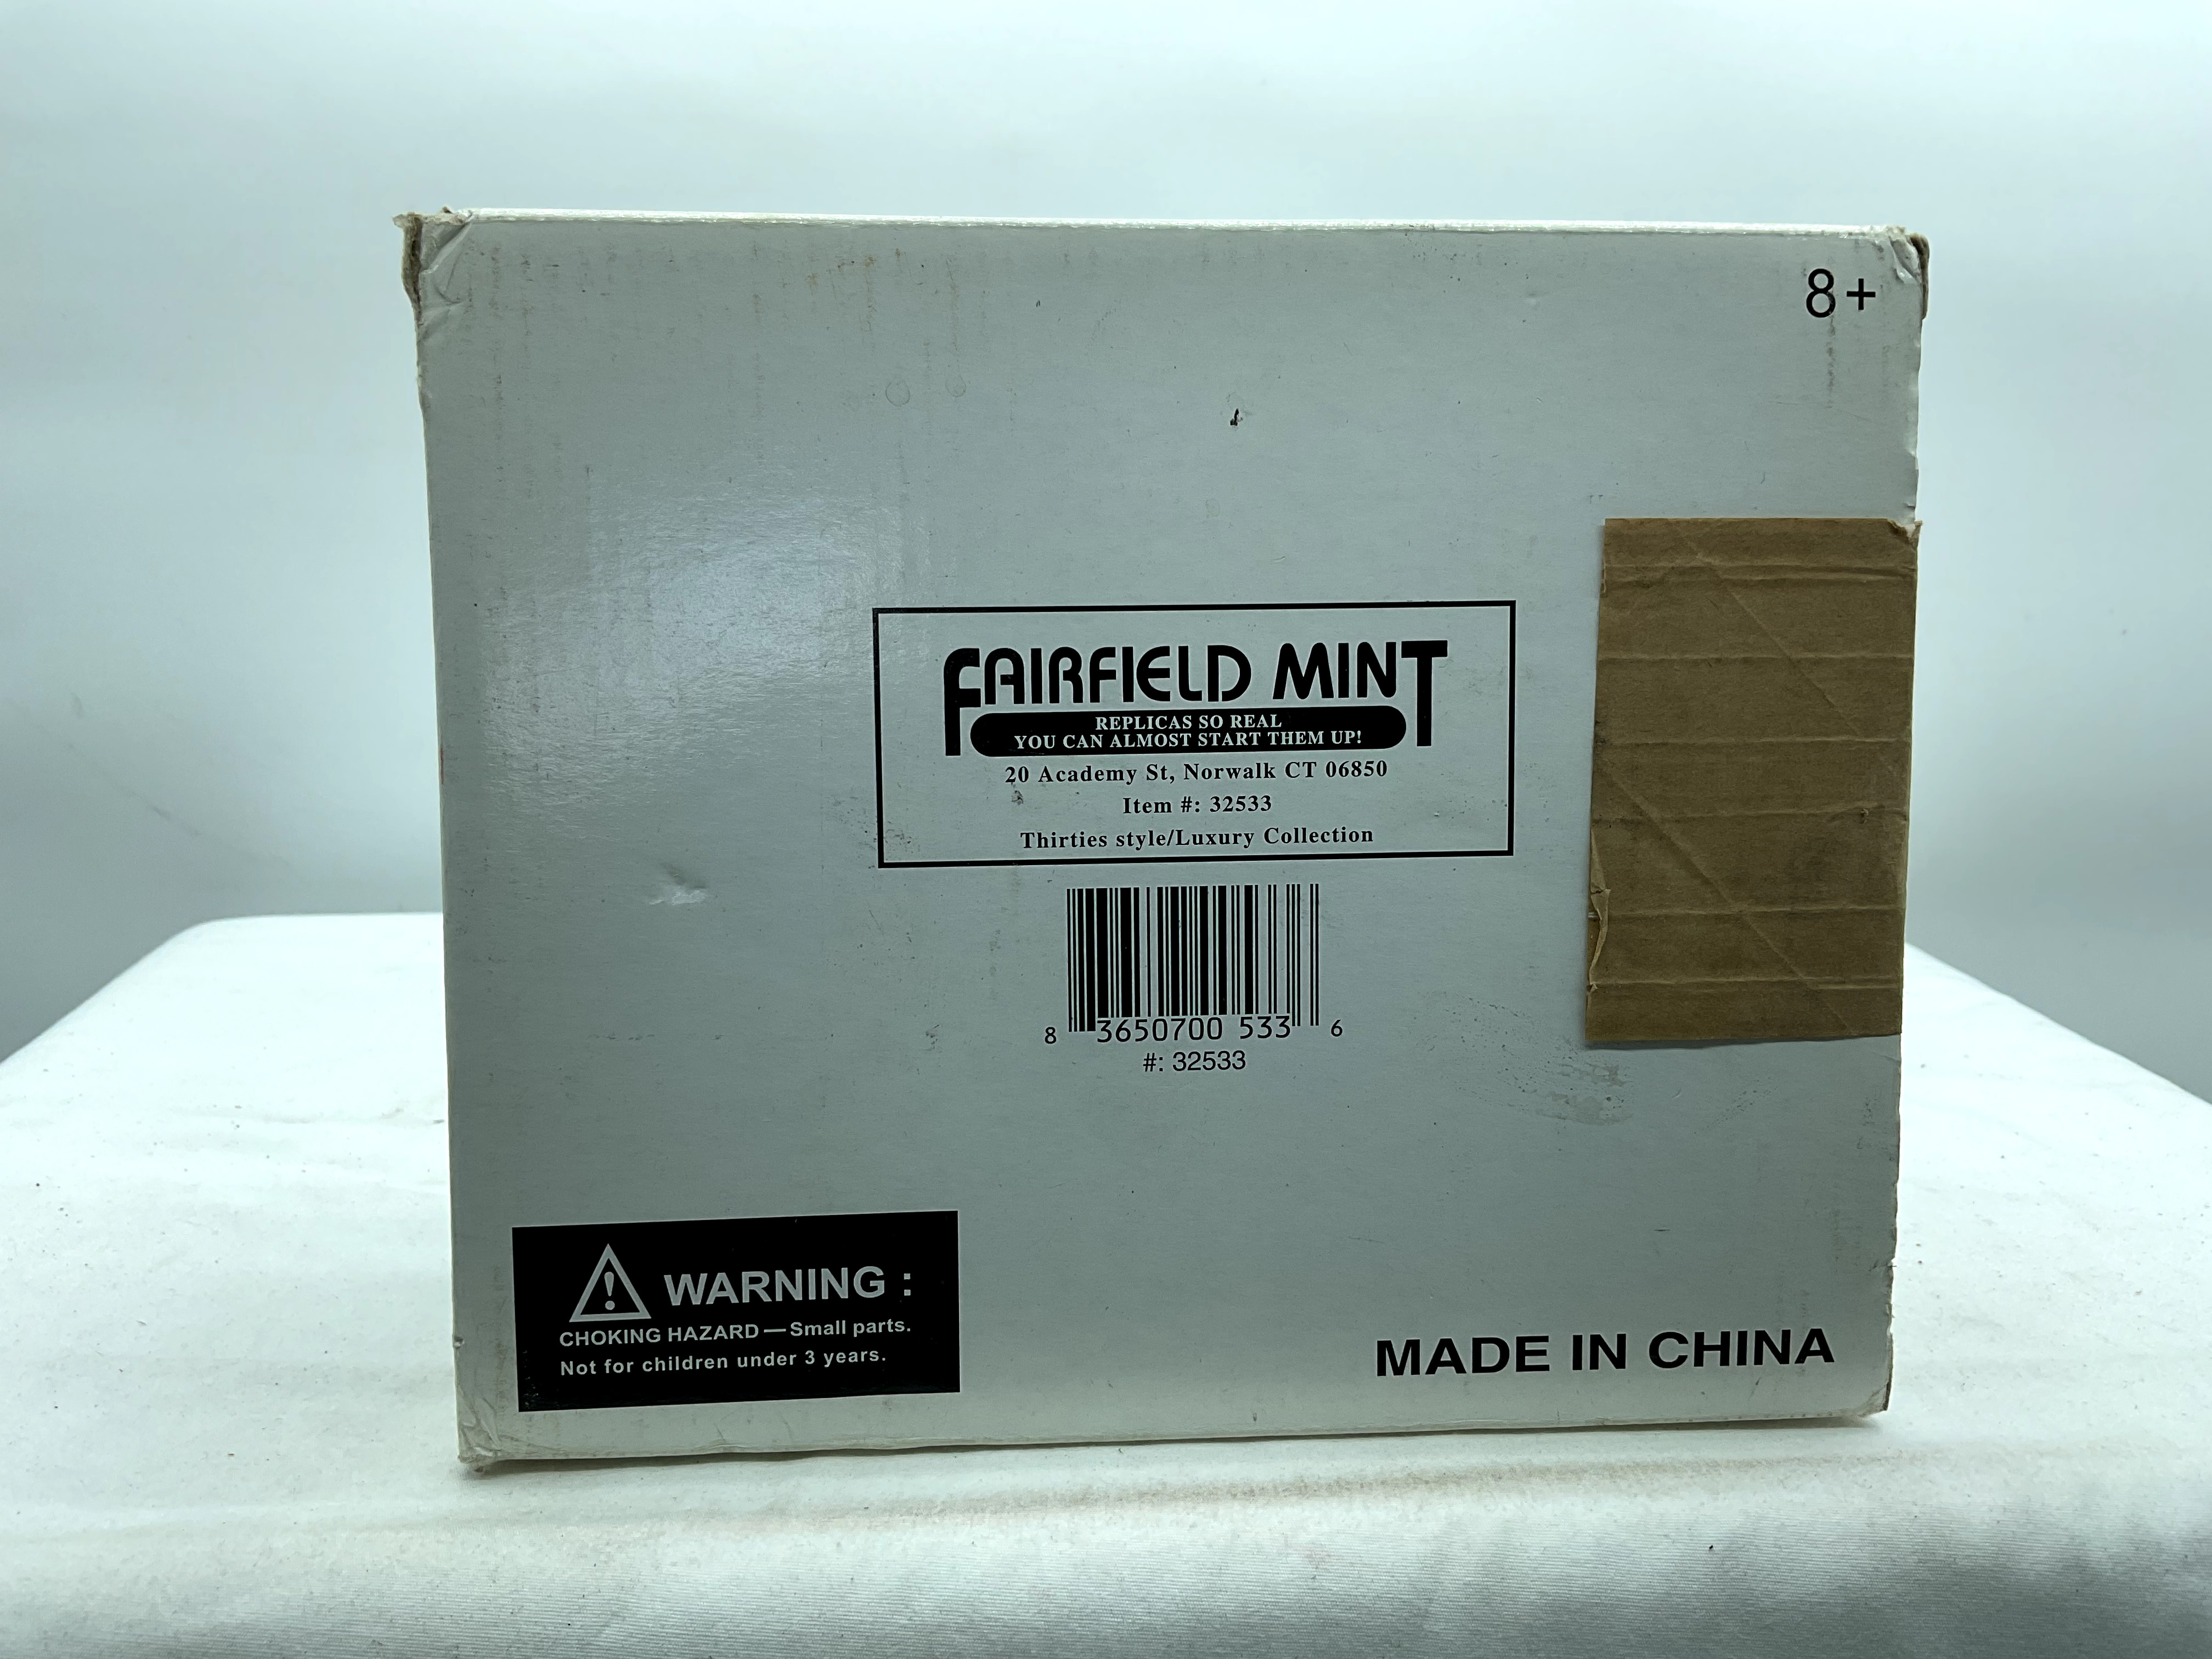 8+
FAIRFIELD MINT
REPLICAS SO REAL
YOU CAN ALMOST START THEM UP!
20 Academy St, Norwalk CT 06850
Item #: 32533
Thirties style/Luxury Collection
8 3650700 533 6
#: 32533
WARNING :
CHOKING HAZARD — Small parts.
Not for children under 3 years.
MADE IN CHINA